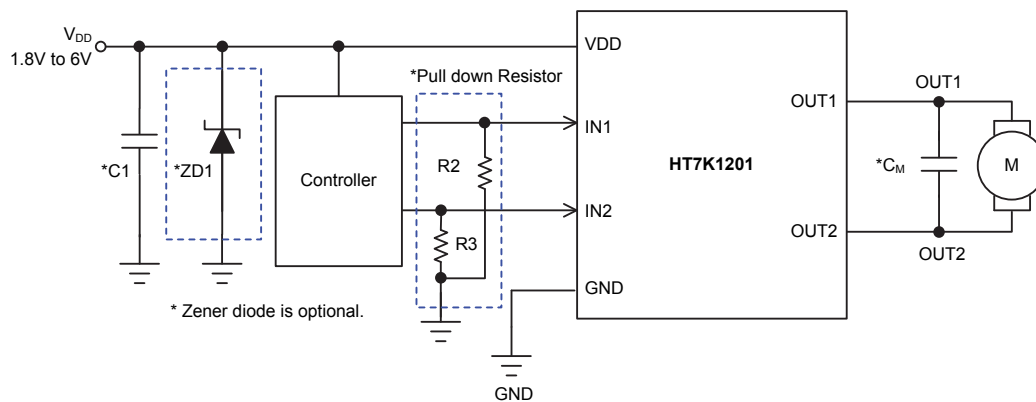 VDD
1.8V to 6V
*C1
*ZD1
* Zener diode is optional.
Controller
*Pull down Resistor
R2
R3
VDD
IN1
IN2
GND
GND
HT7K1201
OUT1
OUT2
OUT1
OUT2
*CM
M